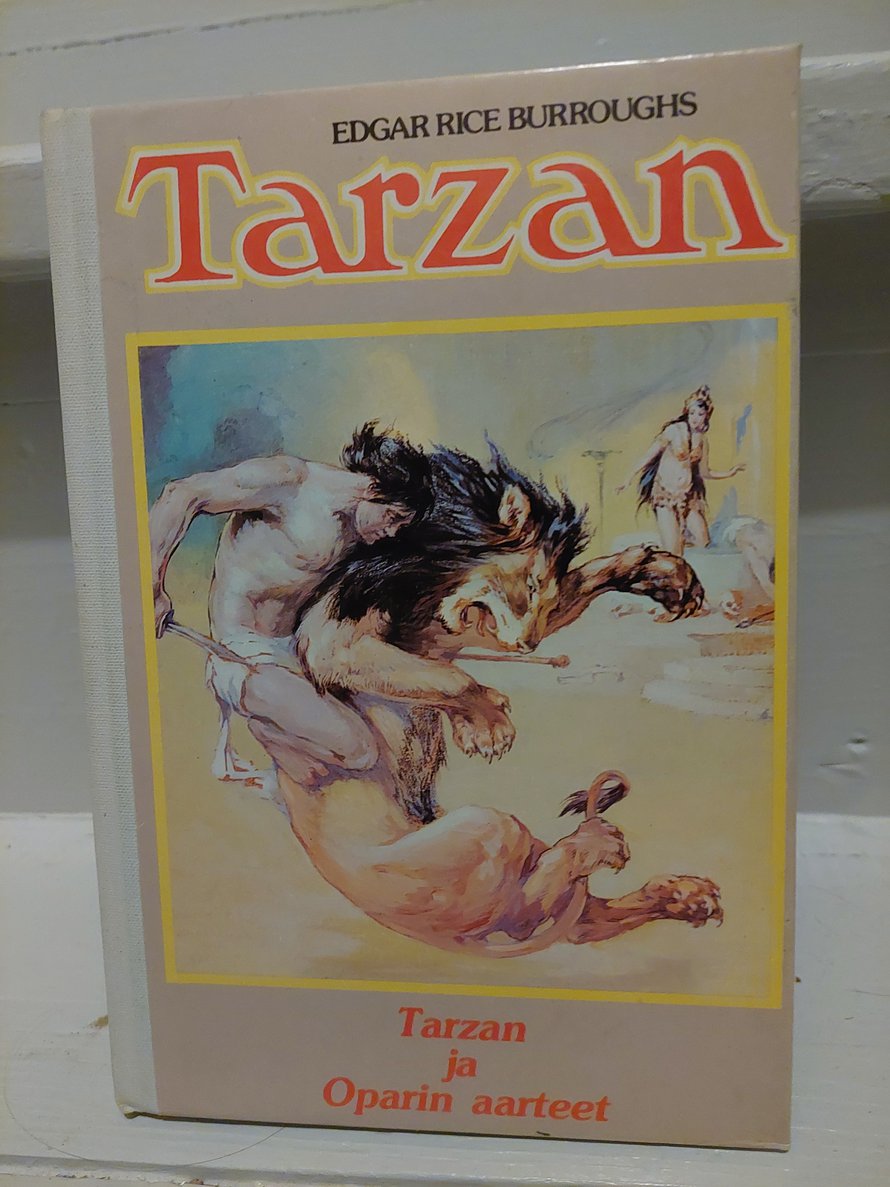 EDGAR RICE BURROUGHS
Tarzan
Tarzan
ja
Oparin aarteet